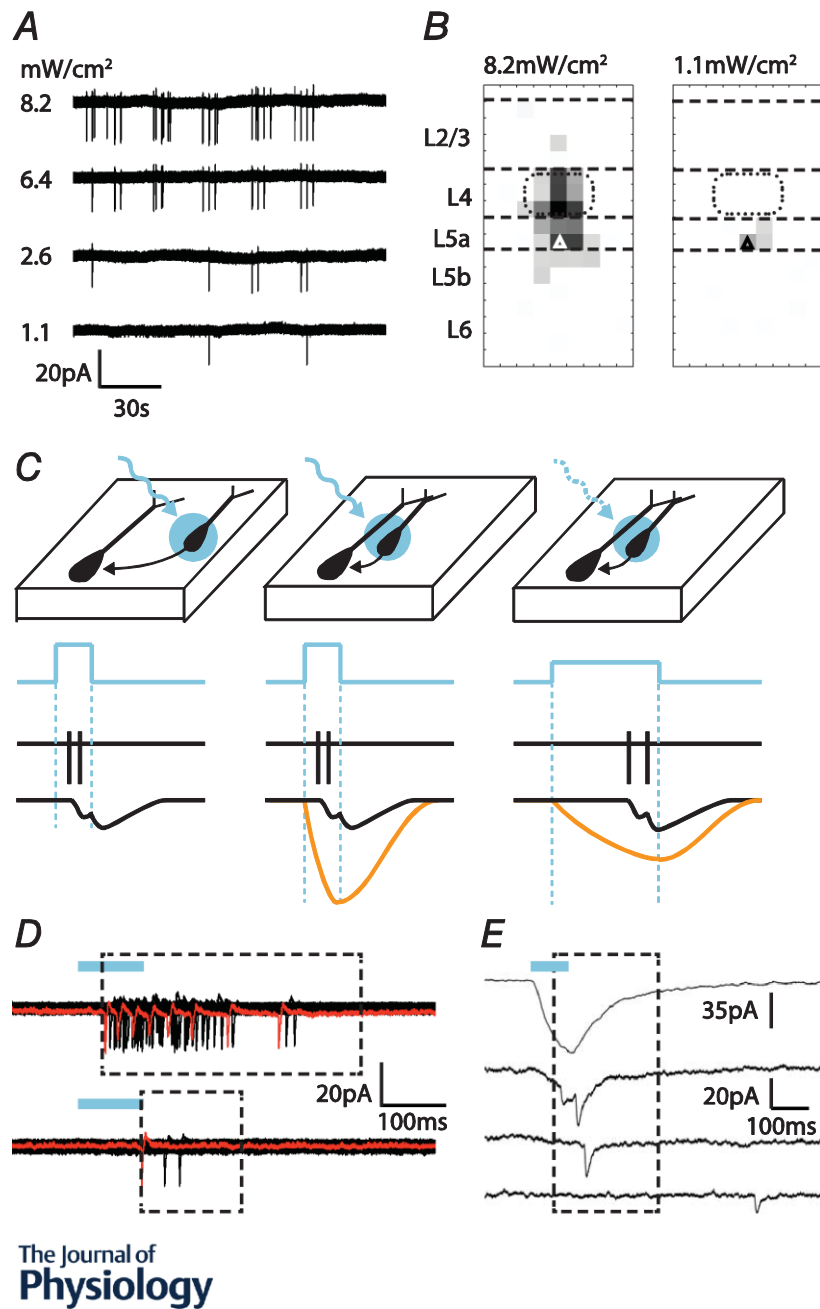 A
mW/cm²
8.2
6.4
2.6
1.1
20pA
30s
B
8.2mW/cm²
1.1mW/cm²
L2/3
L4
L5a
L5b
L6
C
D
20pA
100ms
E
35pA
20pA
100ms
The Journal of
Physiology